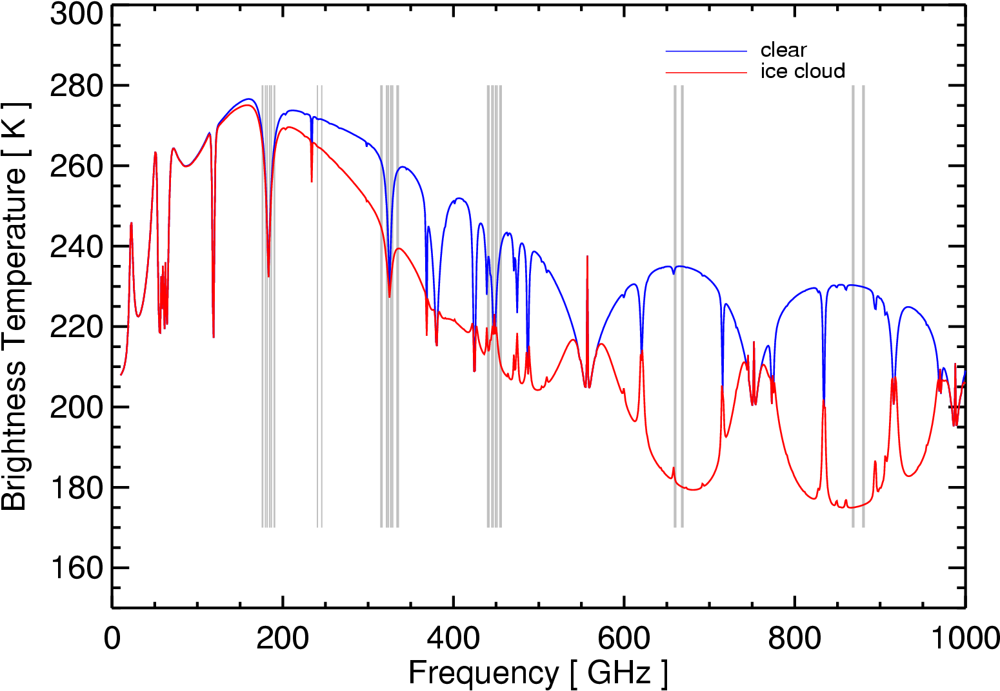 300
280
260
240
220
200
180
160
Brightness Temperature [ K ]
clear
ice cloud
0 200 400 600 800 1000
Frequency [ GHz ]